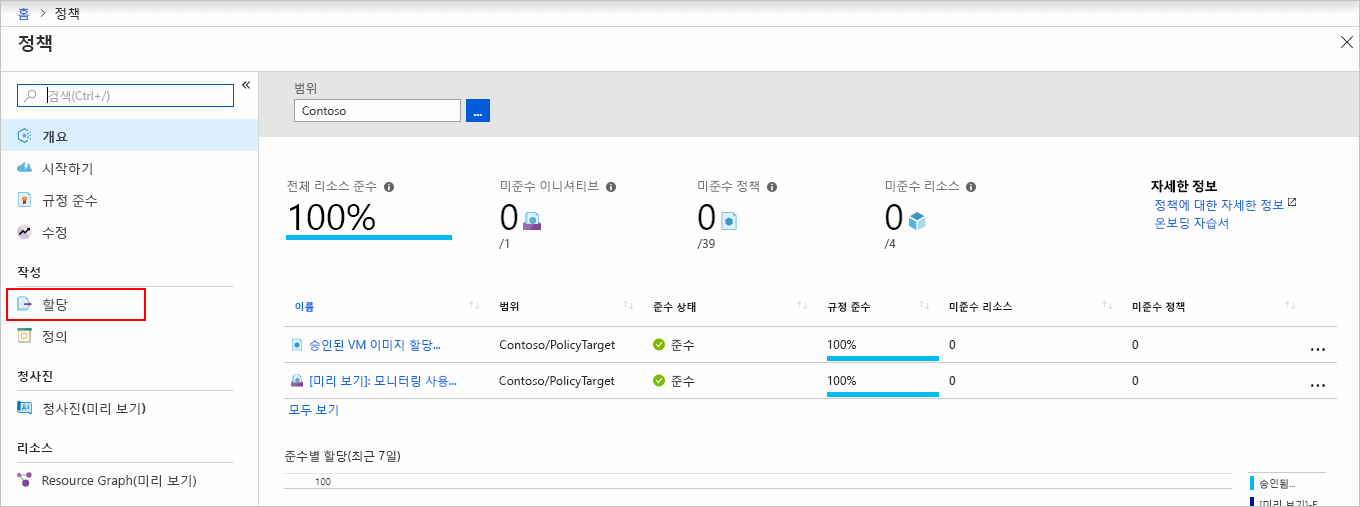 홈 > 정책
정책
검색(Ctrl+/)
개요
시작하기
규정 준수
수정
작성
할당
정의
청사진
청사진(미리 보기)
리소스
Resource Graph(미리 보기)
범위
Contoso
...
전체 리소스 준수
100%
미준수 이니셔티브
0
/1
미준수 정책
0
/39
미준수 리소스
0
/4
자세한 정보
정책에 대한 자세한 정보
온보딩 자습서
이름 범위 준수 상태 규정 준수 미준수 리소스 미준수 정책
승인된 VM 이미지 할당... Contoso/PolicyTarget 준수 100% 0 0 ...
[미리 보기]: 모니터링 사용... Contoso/PolicyTarget 준수 100% 0 0 ...
모두 보기
준수별 할당(최근 7일)
100
승인됨...